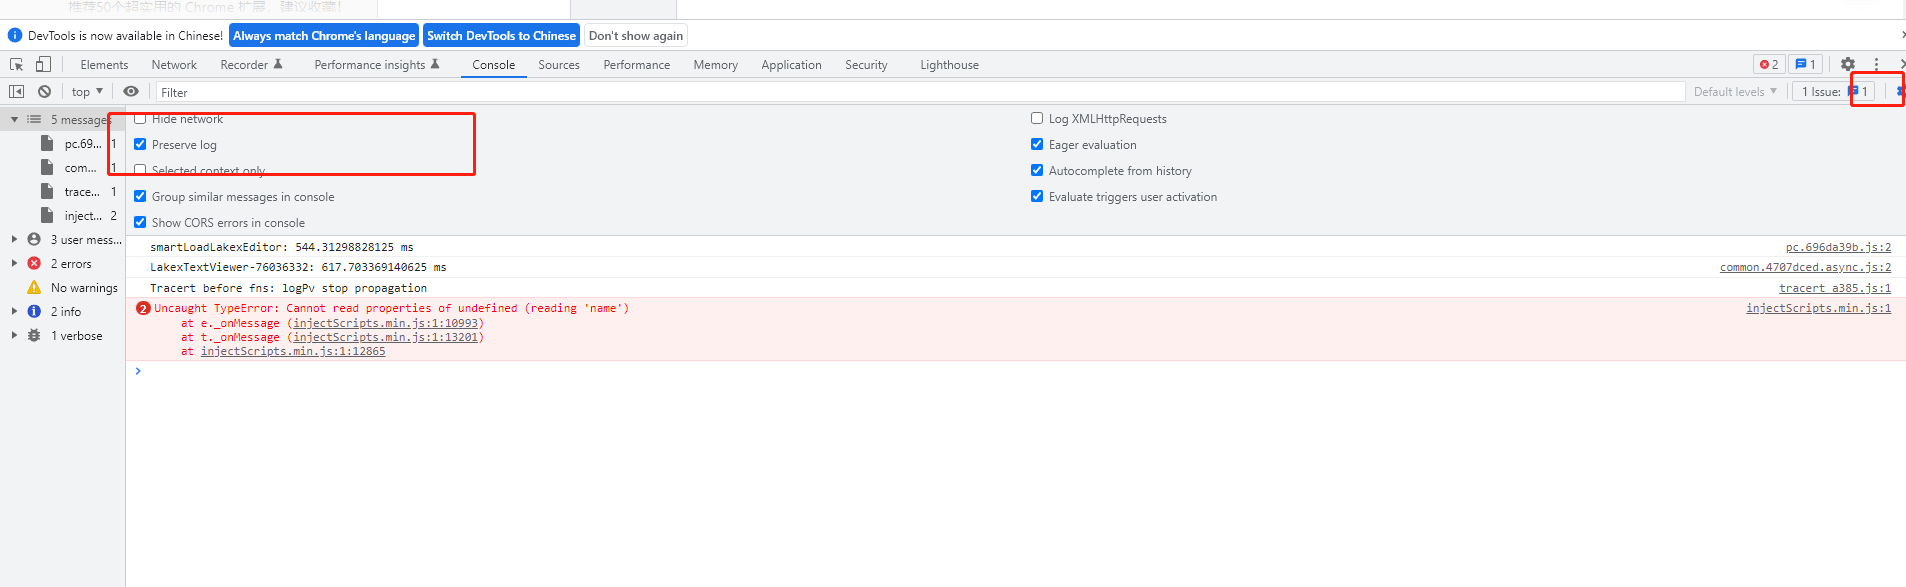 推荐50个超实用的 Chrome 扩展，建议收藏！
DevTools is now available in Chinese! Always match Chrome's language Switch DevTools to Chinese Don't show again
Elements Network Recorder Performance insights Console Sources Performance Memory Application Security Lighthouse 2 1
top Filter Default levels 1 Issue: 1
5 messages
pc.69... 1
com... 1
trace... 1
inject... 2
3 user mess...
2 errors
No warnings
2 info
1 verbose
Hide network
Log XMLHttpRequests
Preserve log
Eager evaluation
Selected context only
Autocomplete from history
Group similar messages in console
Evaluate triggers user activation
Show CORS errors in console
smartLoadLakexEditor: 544.31298828125 ms pc.696da39b.js:2
LakexTextViewer-76036332: 617.703369140625 ms common.4707dced.async.js:2
Tracert before fns: logPv stop propagation tracert_a385.js:1
2 Uncaught TypeError: Cannot read properties of undefined (reading 'name') injectScripts.min.js:1
at e._onMessage (injectScripts.min.js:1:10993)
at t._onMessage (injectScripts.min.js:1:13201)
at injectScripts.min.js:1:12865